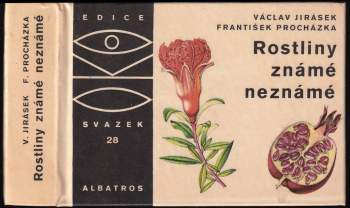 V. JIRÁSEK   F. PROCHÁZKA
Rostliny známé neznámé
EDICE
SVAZEK
28
ALBATROS
VÁCLAV JIRÁSEK
FRANTIŠEK PROCHÁZKA
Rostliny
známé
neznámé